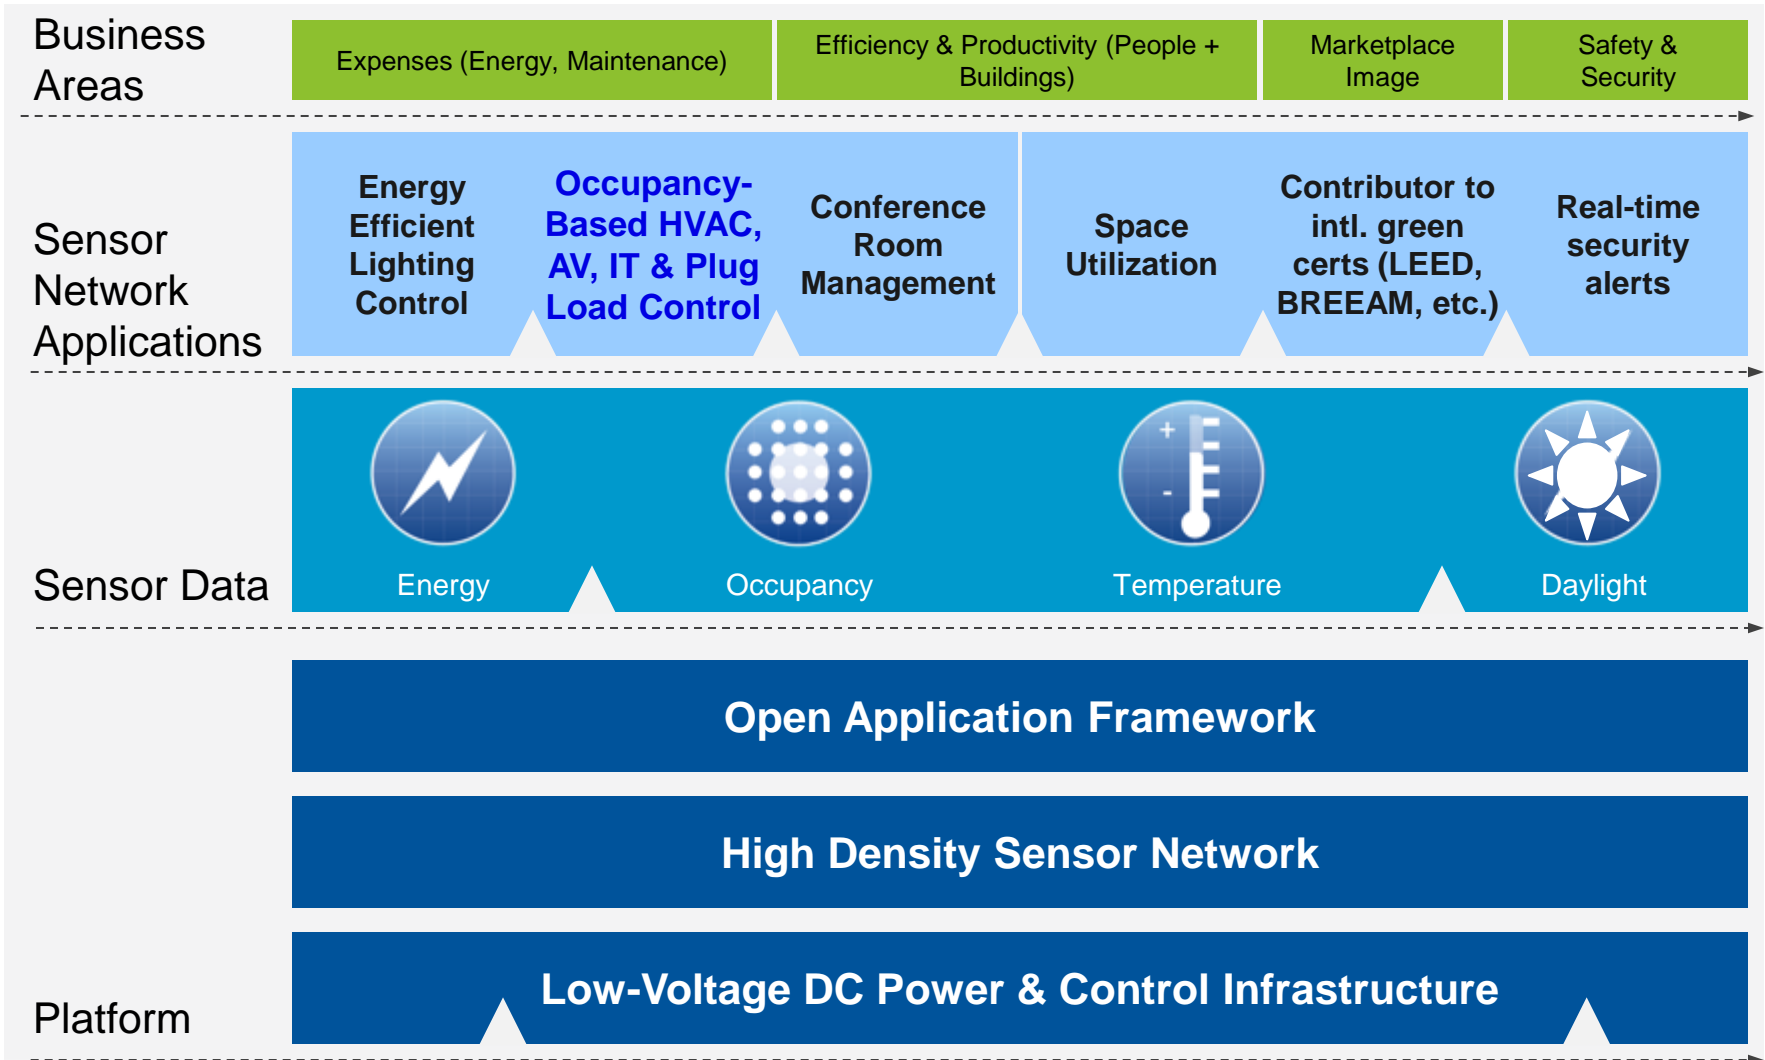 Business
Areas
Expenses (Energy, Maintenance)
Efficiency & Productivity (People +
Buildings)
Marketplace
Image
Safety &
Security
Sensor
Network
Applications
Energy
Efficient
Lighting
Control
Occupancy-
Based HVAC,
AV, IT & Plug
Load Control
Conference
Room
Management
Space
Utilization
Contributor to
intl. green
certs (LEED,
BREEAM, etc.)
Real-time
security
alerts
Sensor Data
Energy
Occupancy
+
-
Temperature
Daylight
Platform
Open Application Framework
High Density Sensor Network
Low-Voltage DC Power & Control Infrastructure